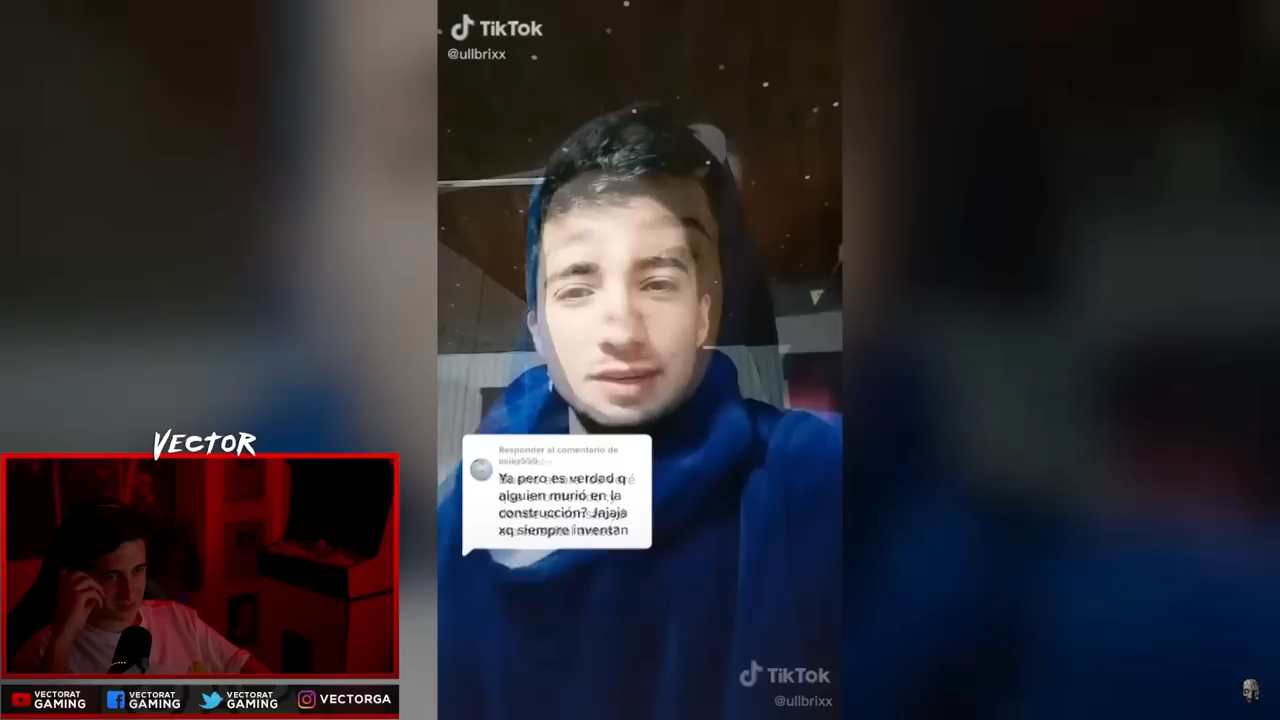 TikTok
@ullbrixx
Responder al comentario de
Ya pero es verdad q
alguien murió en la
construcción? Jajaja
xq siempre inventan
VECTOR
TikTok
@ullbrixx
VECTORAT
GAMING
VECTORAT
GAMING
VECTORAT
GAMING
VECTORGA